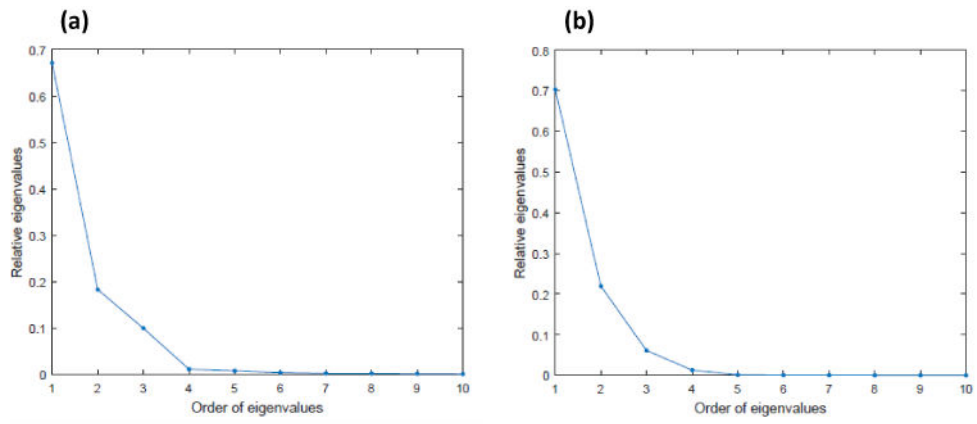 (a)
0.7
0.6
0.5
0.4
0.3
0.2
0.1
0
Relative eigenvalues
1 2 3 4 5 6 7 8 9 10
Order of eigenvalues
(b)
0.8
0.7
0.6
0.5
0.4
0.3
0.2
0.1
0
Relative eigenvalues
1 2 3 4 5 6 7 8 9 10
Order of eigenvalues